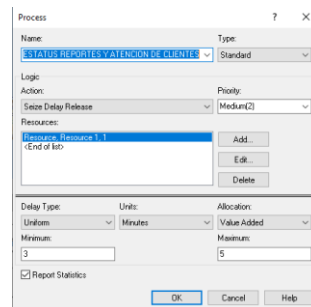 Process
? ×
Name: Type:
ESTATUS REPORTES Y ATENCION DE CLIENTES Standard
Logic
Action: Priority:
Seize Delay Release Medium(2)
Resources:
Resource, Resource 1, 1
<End of list>
Add...
Edit...
Delete
Delay Type: Units: Allocation:
Uniform Minutes Value Added
Minimum: Maximum:
3 5
Report Statistics
OK Cancel Help